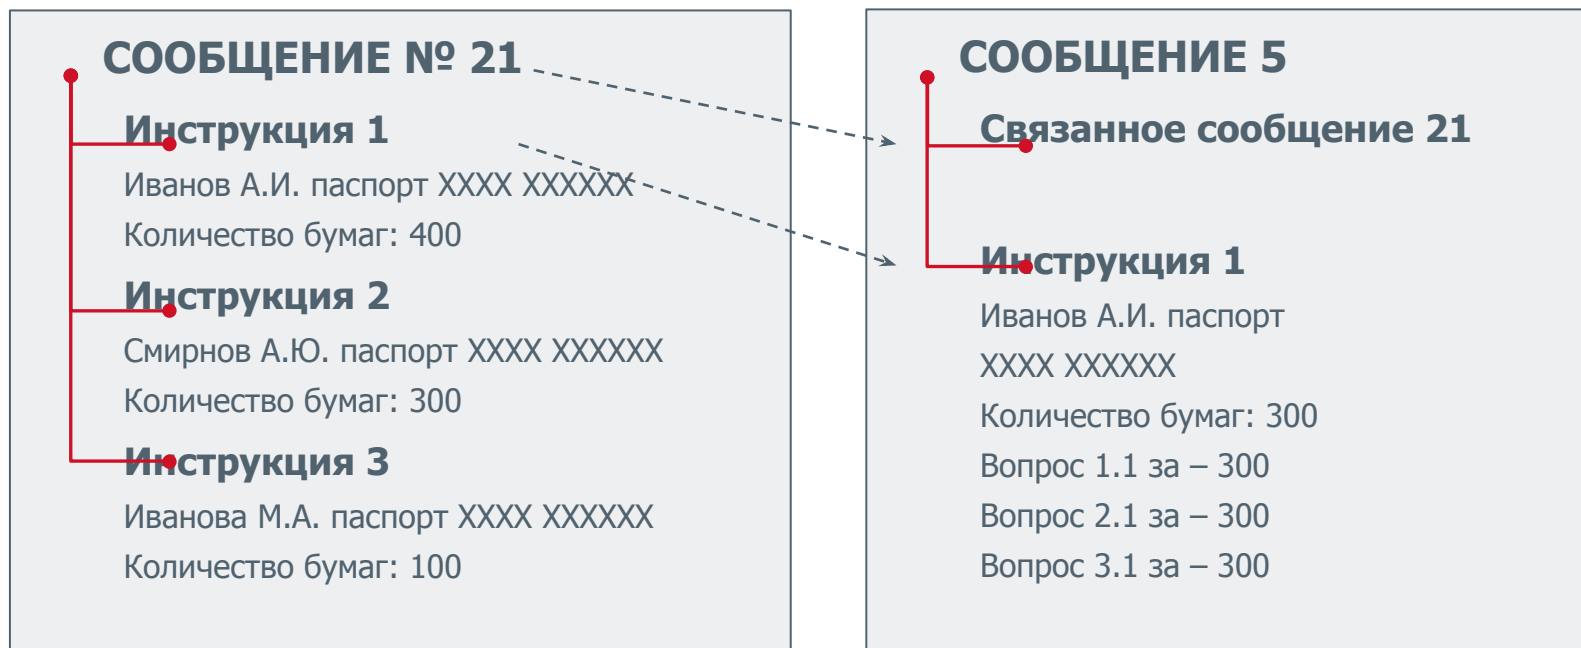 СООБЩЕНИЕ № 21
Инструкция 1
Иванов А.И. паспорт XXXX XXXXXX
Количество бумаг: 400
Инструкция 2
Смирнов А.Ю. паспорт XXXX XXXXXX
Количество бумаг: 300
Инструкция 3
Иванова М.А. паспорт XXXX XXXXXX
Количество бумаг: 100
СООБЩЕНИЕ 5
Связанное сообщение 21
Инструкция 1
Иванов А.И. паспорт
XXXX XXXXXX
Количество бумаг: 300
Вопрос 1.1 за – 300
Вопрос 2.1 за – 300
Вопрос 3.1 за – 300